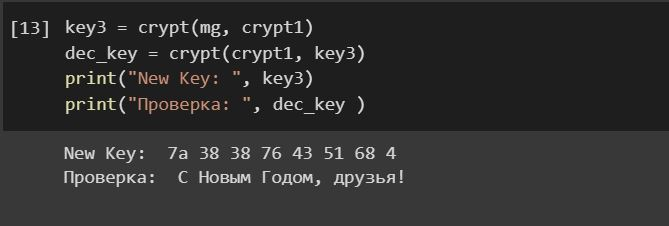 [13] key3 = crypt(mg, crypt1)
dec_key = crypt(crypt1, key3)
print("New Key: ", key3)
print("Проверка: ", dec_key )
New Key:  7a 38 38 76 43 51 68 4
Проверка:  С Новым Годом, друзья!